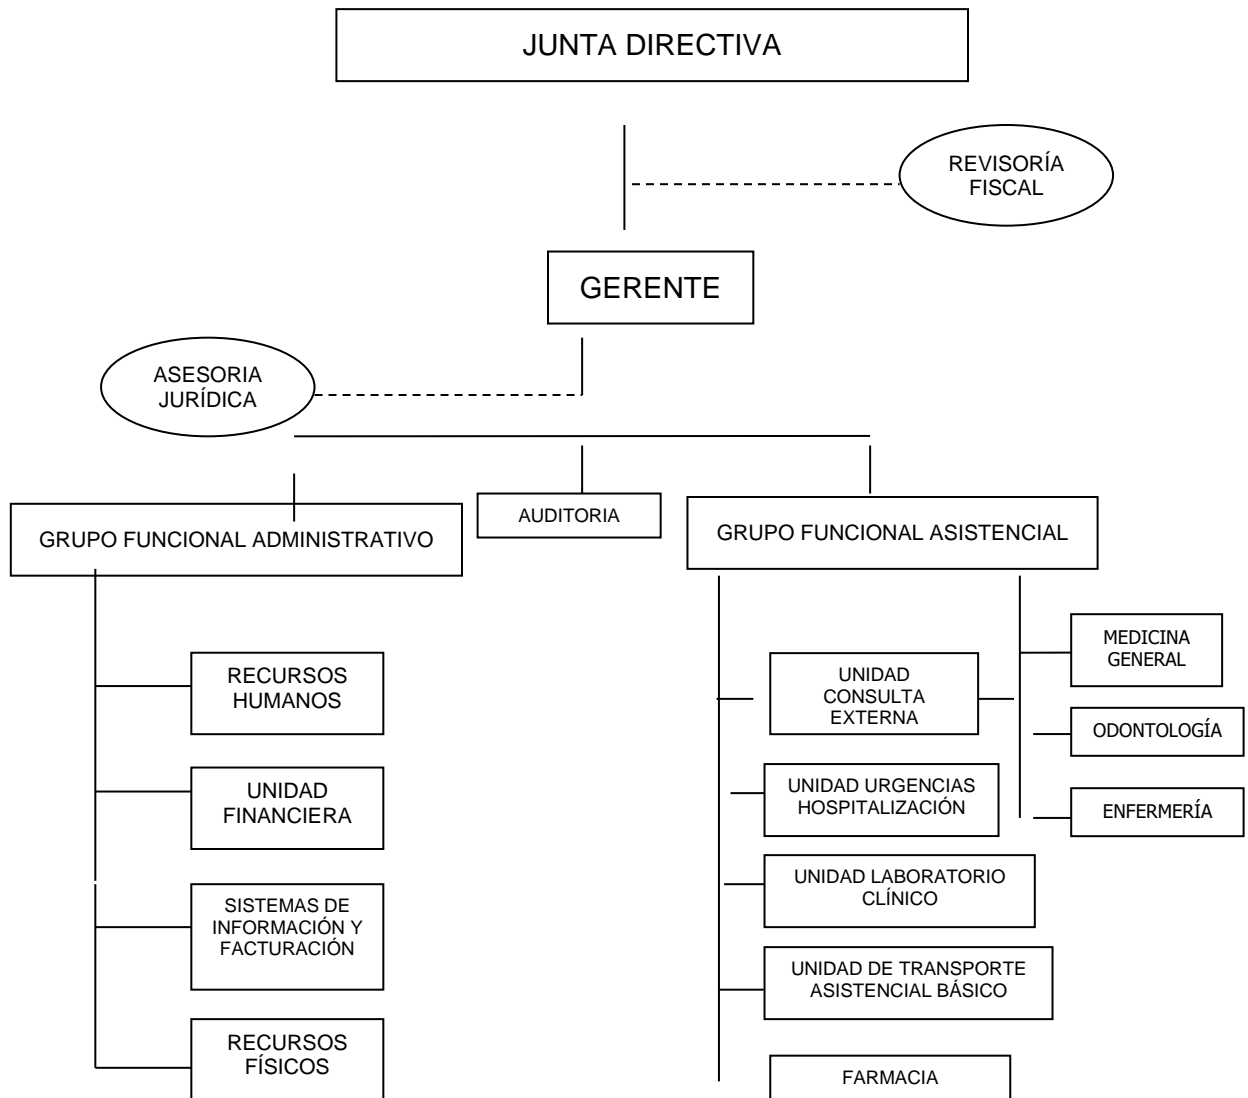 JUNTA DIRECTIVA
REVISORÍA
FISCAL
GERENTE
ASESORIA
JURÍDICA
AUDITORIA
GRUPO FUNCIONAL ADMINISTRATIVO
GRUPO FUNCIONAL ASISTENCIAL
RECURSOS
HUMANOS
UNIDAD
FINANCIERA
SISTEMAS DE
INFORMACIÓN Y
FACTURACIÓN
RECURSOS
FÍSICOS
UNIDAD
CONSULTA
EXTERNA
UNIDAD URGENCIAS
HOSPITALIZACIÓN
UNIDAD LABORATORIO
CLÍNICO
UNIDAD DE TRANSPORTE
ASISTENCIAL BÁSICO
FARMACIA
MEDICINA
GENERAL
ODONTOLOGÍA
ENFERMERÍA